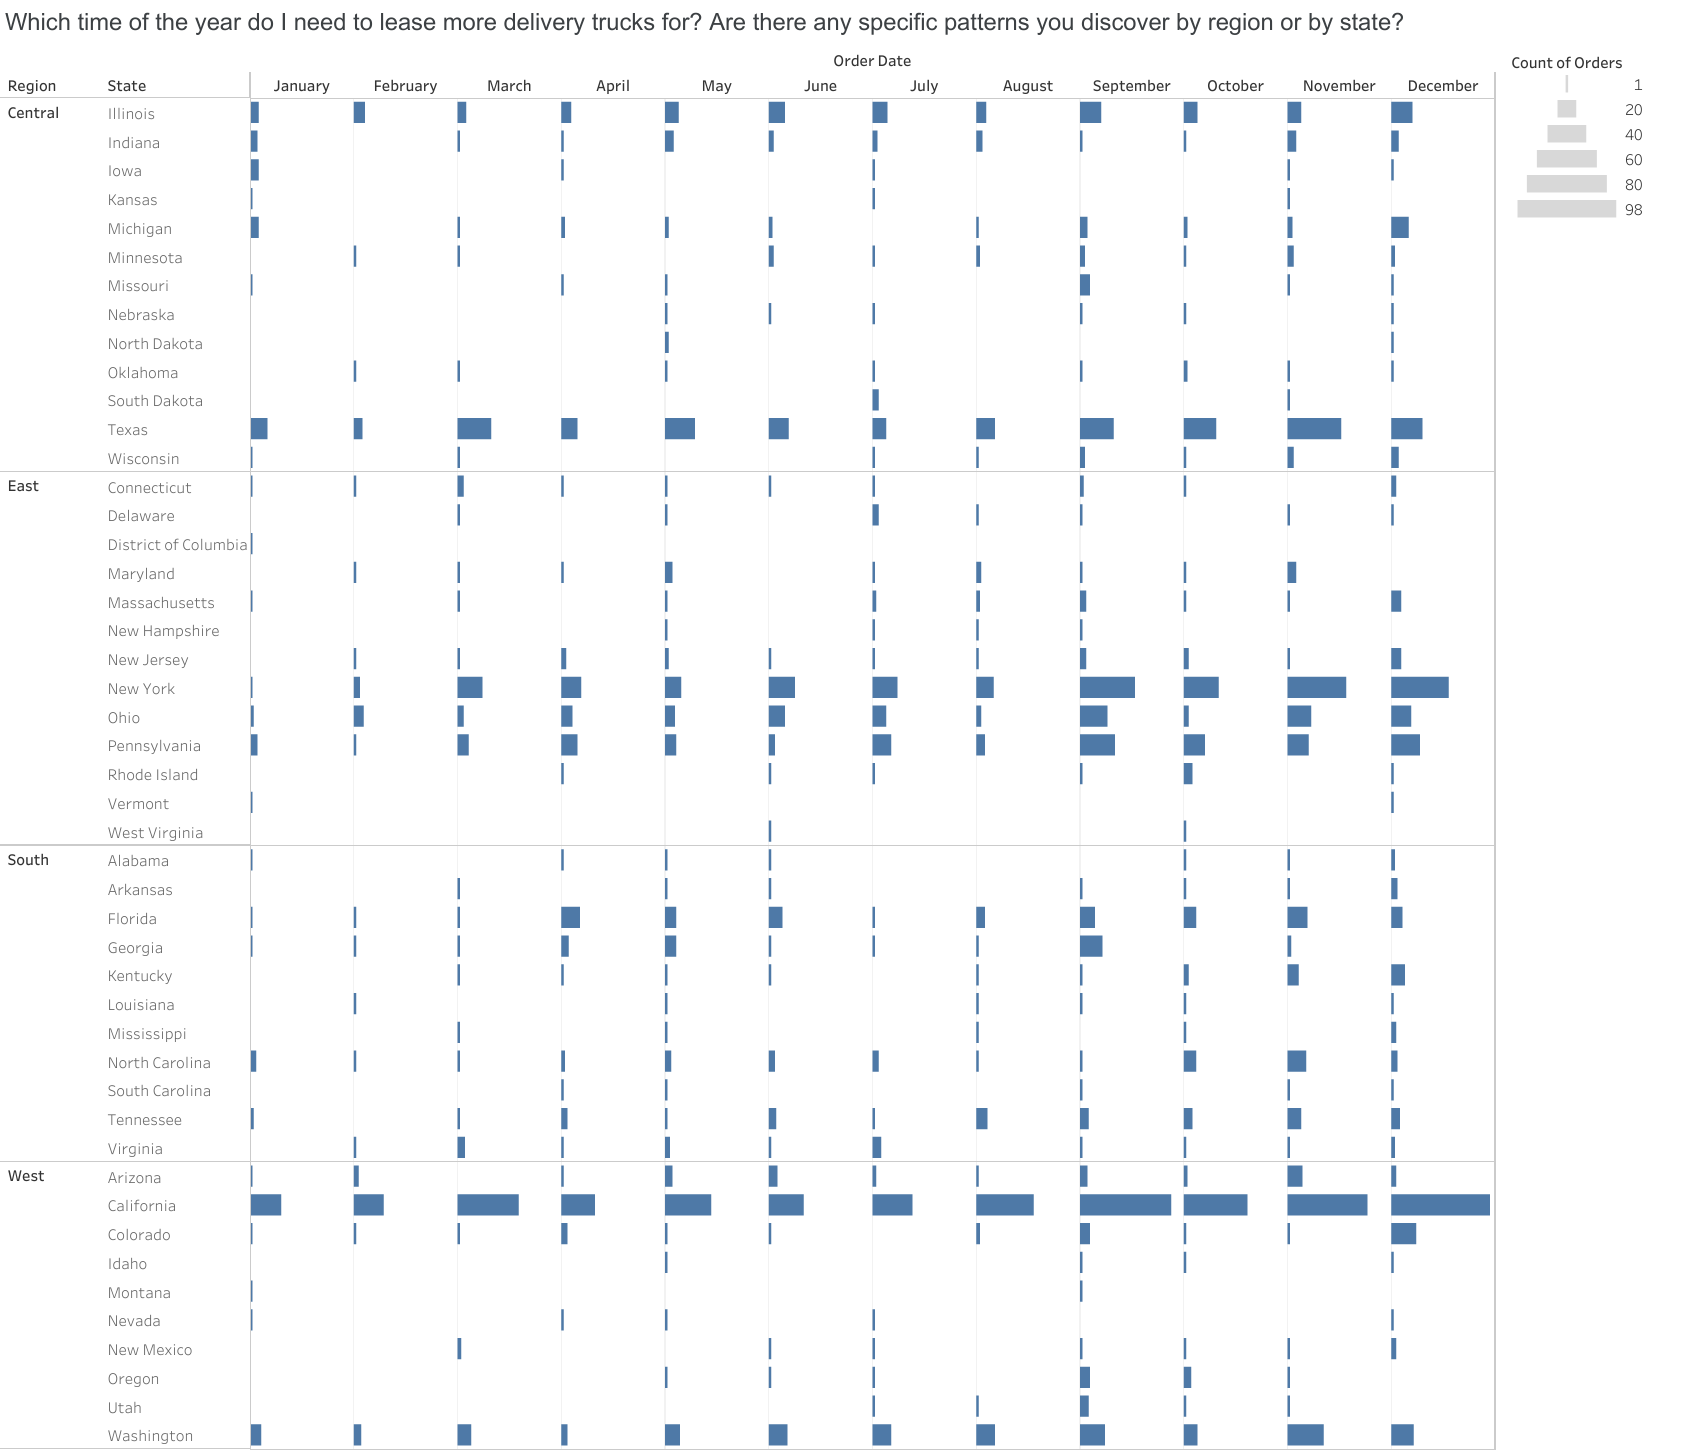 Which time of the year do I need to lease more delivery trucks for? Are there any specific patterns you discover by region or by state?
Order Date
Region State January February March April May June July August September October November December
Central Illinois
Indiana
Iowa
Kansas
Michigan
Minnesota
Missouri
Nebraska
North Dakota
Oklahoma
South Dakota
Texas
Wisconsin
East Connecticut
Delaware
District of Columbia
Maryland
Massachusetts
New Hampshire
New Jersey
New York
Ohio
Pennsylvania
Rhode Island
Vermont
West Virginia
South Alabama
Arkansas
Florida
Georgia
Kentucky
Louisiana
Mississippi
North Carolina
South Carolina
Tennessee
Virginia
West Arizona
California
Colorado
Idaho
Montana
Nevada
New Mexico
Oregon
Utah
Washington
Count of Orders
1
20
40
60
80
98